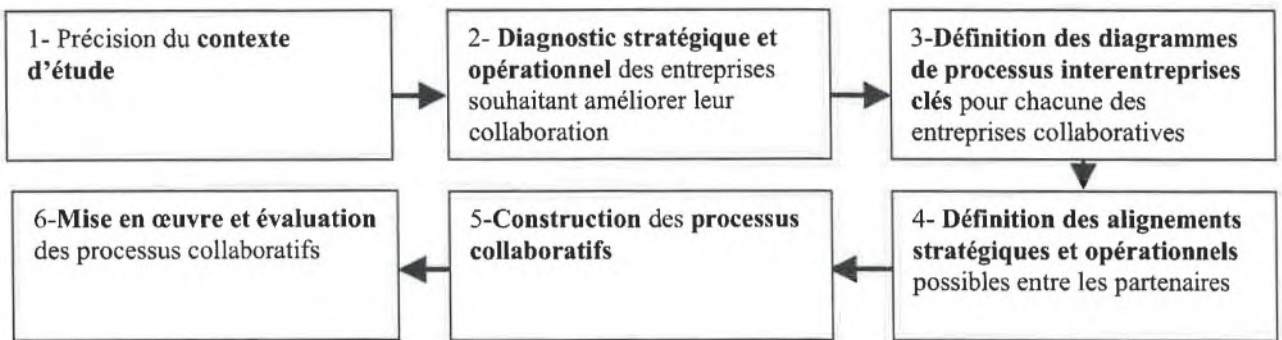 1- Précision du contexte
d'étude
2- Diagnostic stratégique et
opérationnel des entreprises
souhaitant améliorer leur
collaboration
3-Définition des diagrammes
de processus interentreprises
clés pour chacune des
entreprises collaboratives
4- Définition des alignements
stratégiques et opérationnels
possibles entre les partenaires
5-Construction des processus
collaboratifs
6-Mise en œuvre et évaluation
des processus collaboratifs